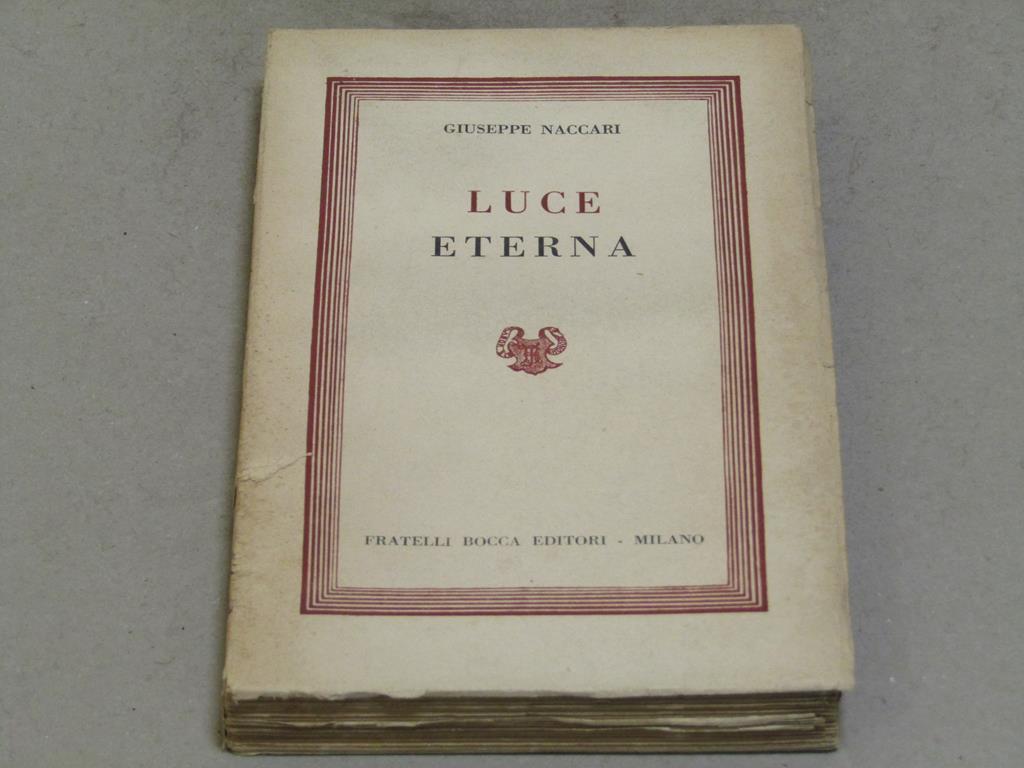 GIUSEPPE NACCARI
LUCE
ETERNA
FRATELLI BOCCA EDITORI - MILANO